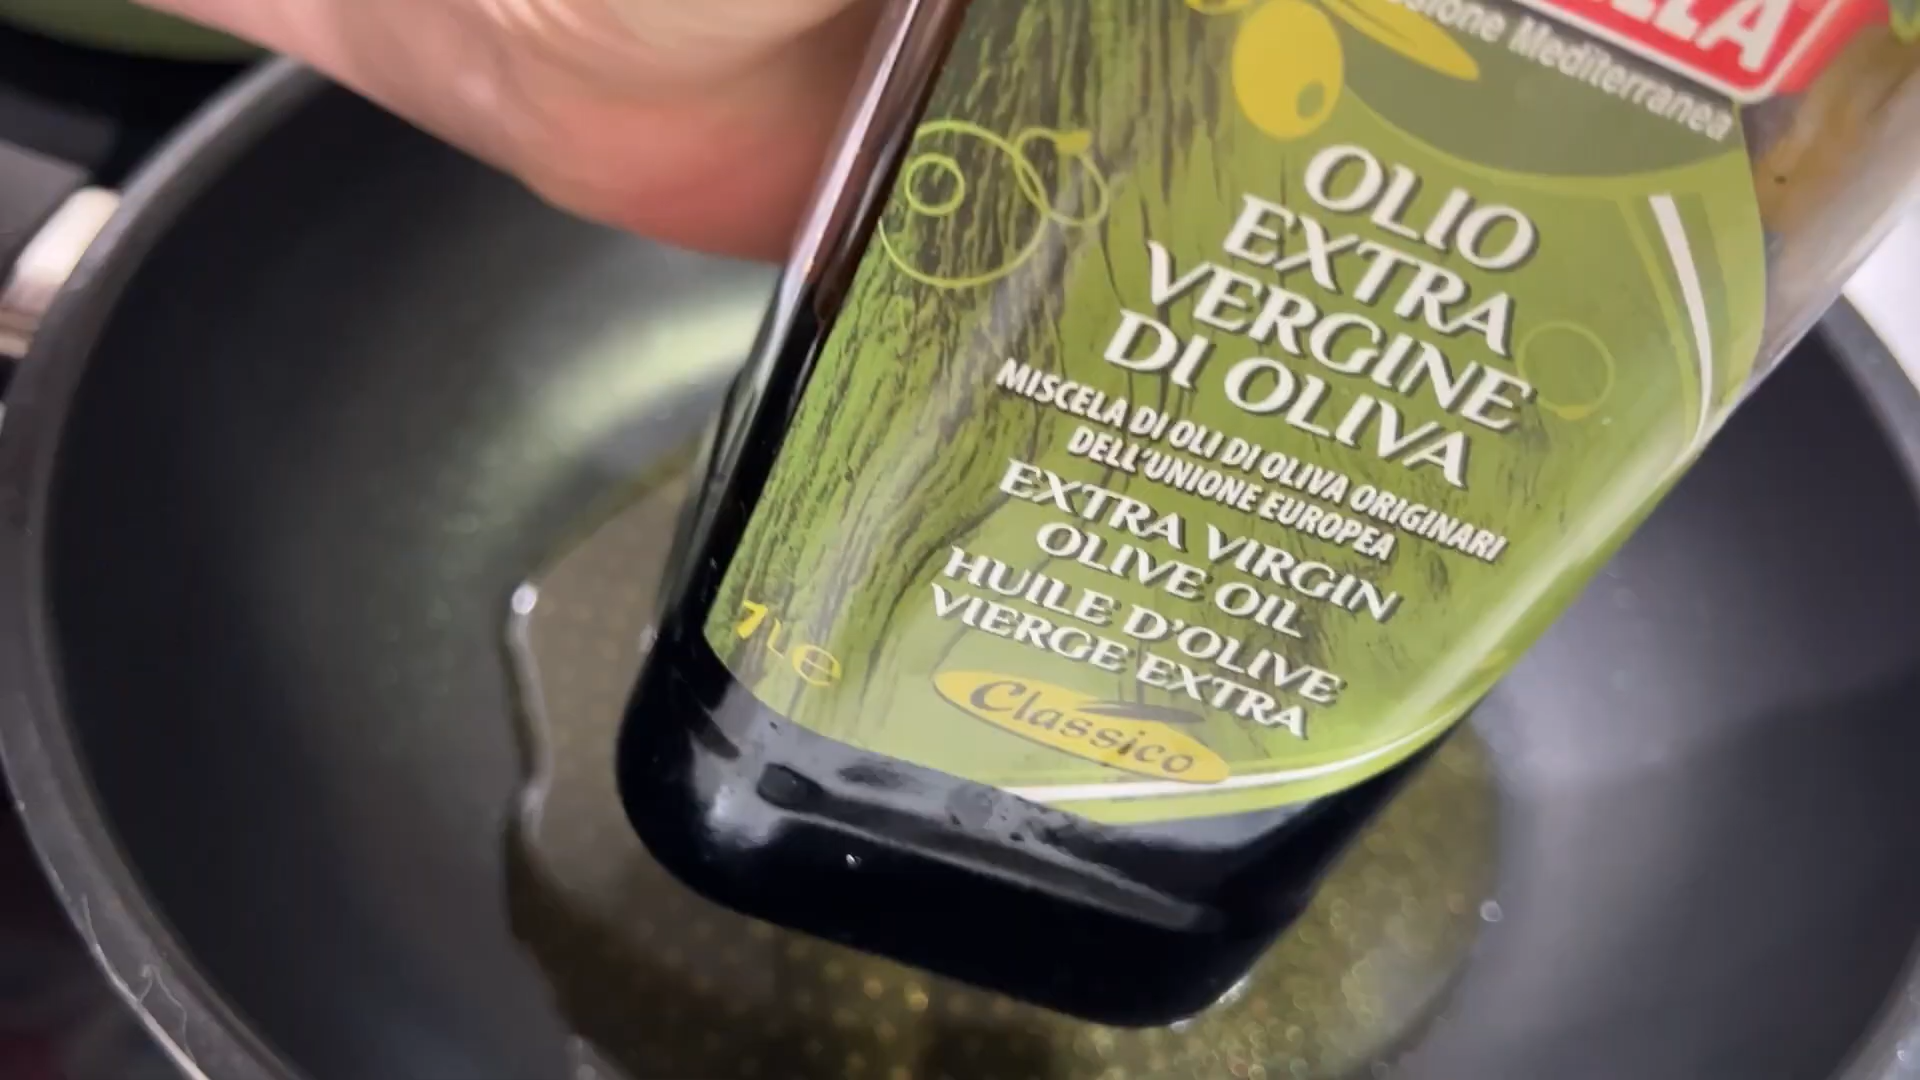 Mediterranea
OLIO
EXTRA
VERGINE
DI OLIVA
MISCELA DI OLI DI OLIVA ORIGINARI
DELL'UNIONE EUROPEA
EXTRA VIRGIN
OLIVE OIL
HUILE D'OLIVE
VIERGE EXTRA
1L e
Classico